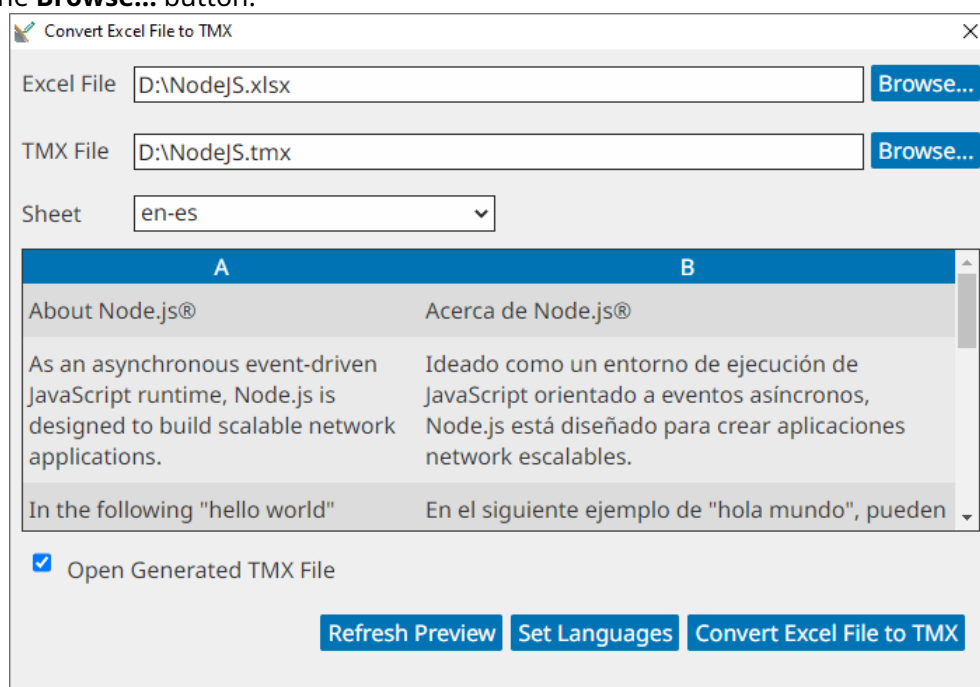 ne Browse... button.
Convert Excel File to TMX
Excel File D:\NodeJS.xlsx Browse...
TMX File D:\NodeJS.tmx Browse...
Sheet en-es
A B
About Node.js® Acerca de Node.js®
As an asynchronous event-driven
JavaScript runtime, Node.js is
designed to build scalable network
applications.
Ideado como un entorno de ejecución de
JavaScript orientado a eventos asíncronos,
Node.js está diseñado para crear aplicaciones
network escalables.
In the following "hello world" En el siguiente ejemplo de "hola mundo", pueden
Open Generated TMX File
Refresh Preview Set Languages Convert Excel File to TMX